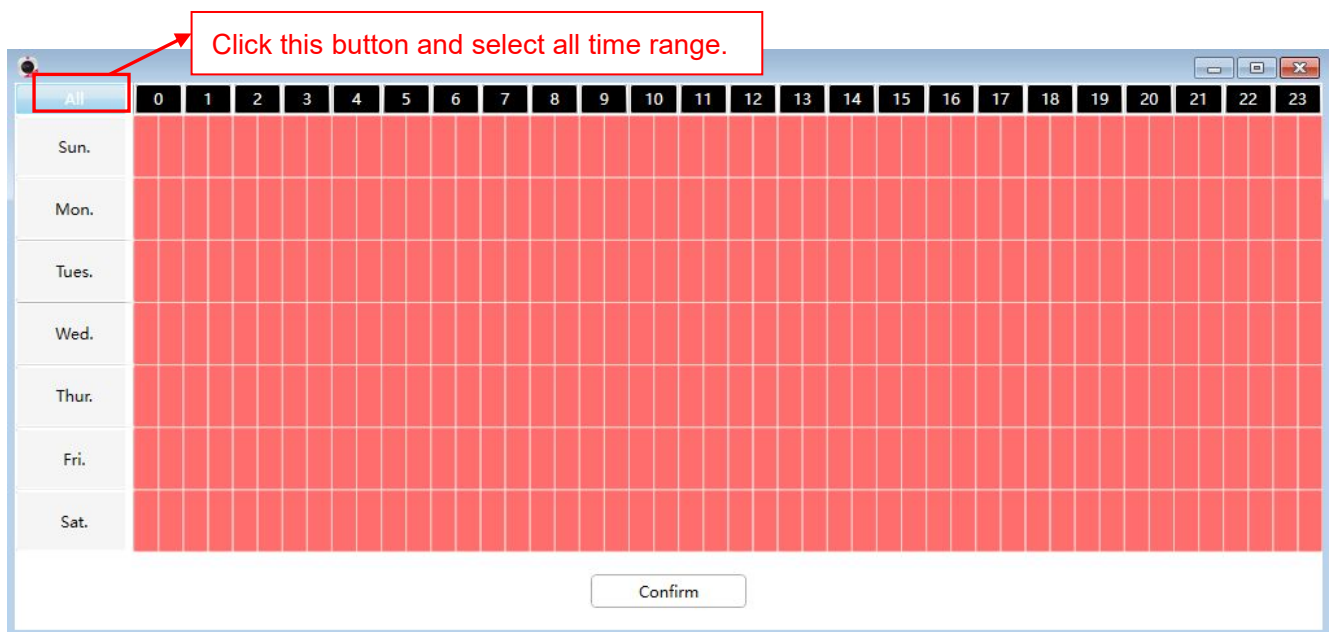 Click this button and select all time range.
All 0 1 2 3 4 5 6 7 8 9 10 11 12 13 14 15 16 17 18 19 20 21 22 23
Sun.
Mon.
Tues.
Wed.
Thur.
Fri.
Sat.
Confirm